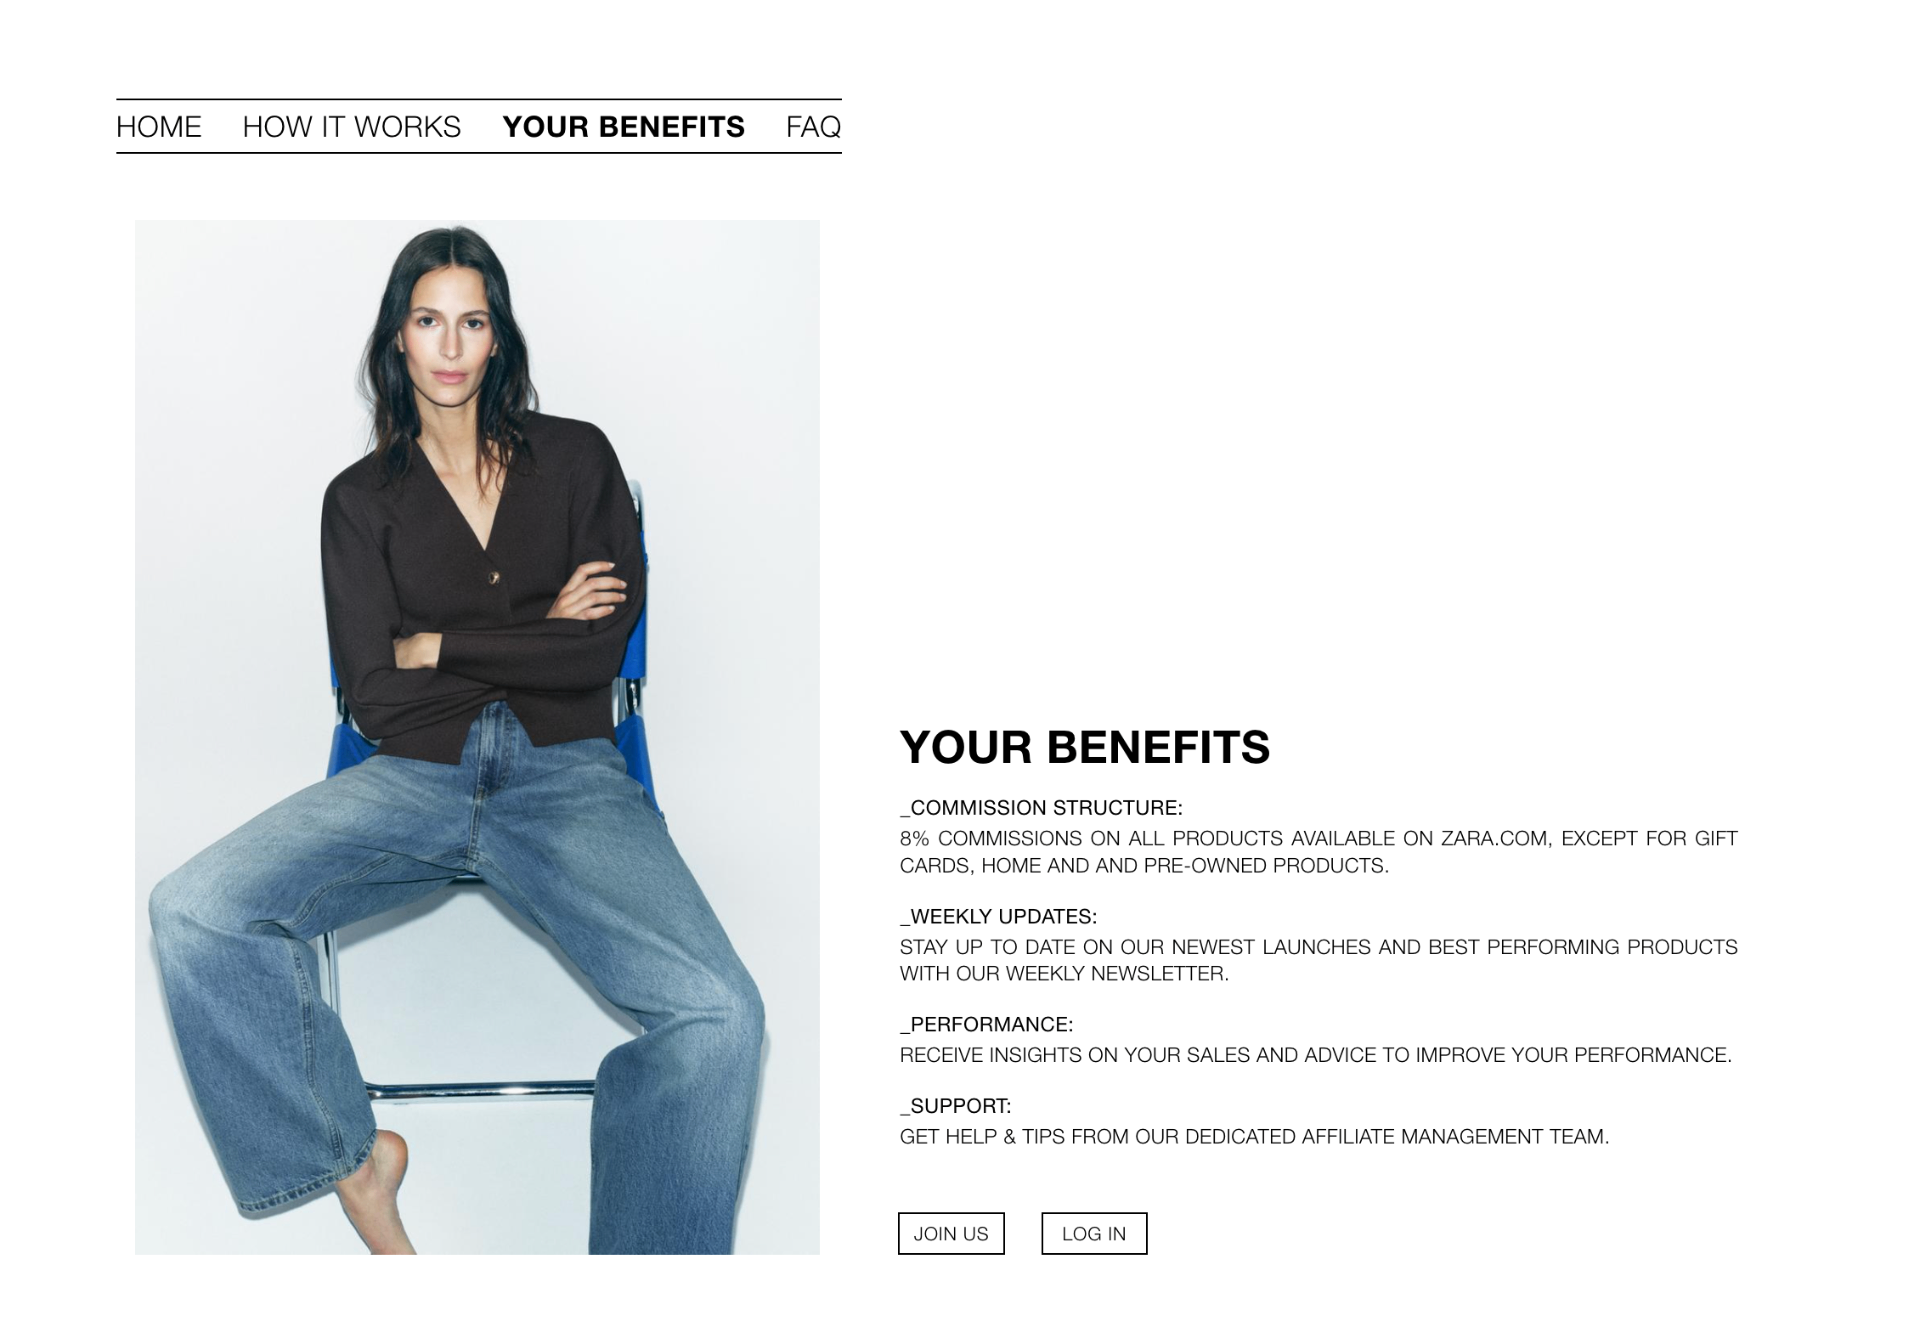 HOME HOW IT WORKS YOUR BENEFITS FAQ
YOUR BENEFITS
_COMMISSION STRUCTURE:
8% COMMISSIONS ON ALL PRODUCTS AVAILABLE ON ZARA.COM, EXCEPT FOR GIFT
CARDS, HOME AND AND PRE-OWNED PRODUCTS.
_WEEKLY UPDATES:
STAY UP TO DATE ON OUR NEWEST LAUNCHES AND BEST PERFORMING PRODUCTS
WITH OUR WEEKLY NEWSLETTER.
_PERFORMANCE:
RECEIVE INSIGHTS ON YOUR SALES AND ADVICE TO IMPROVE YOUR PERFORMANCE.
_SUPPORT:
GET HELP & TIPS FROM OUR DEDICATED AFFILIATE MANAGEMENT TEAM.
JOIN US LOG IN